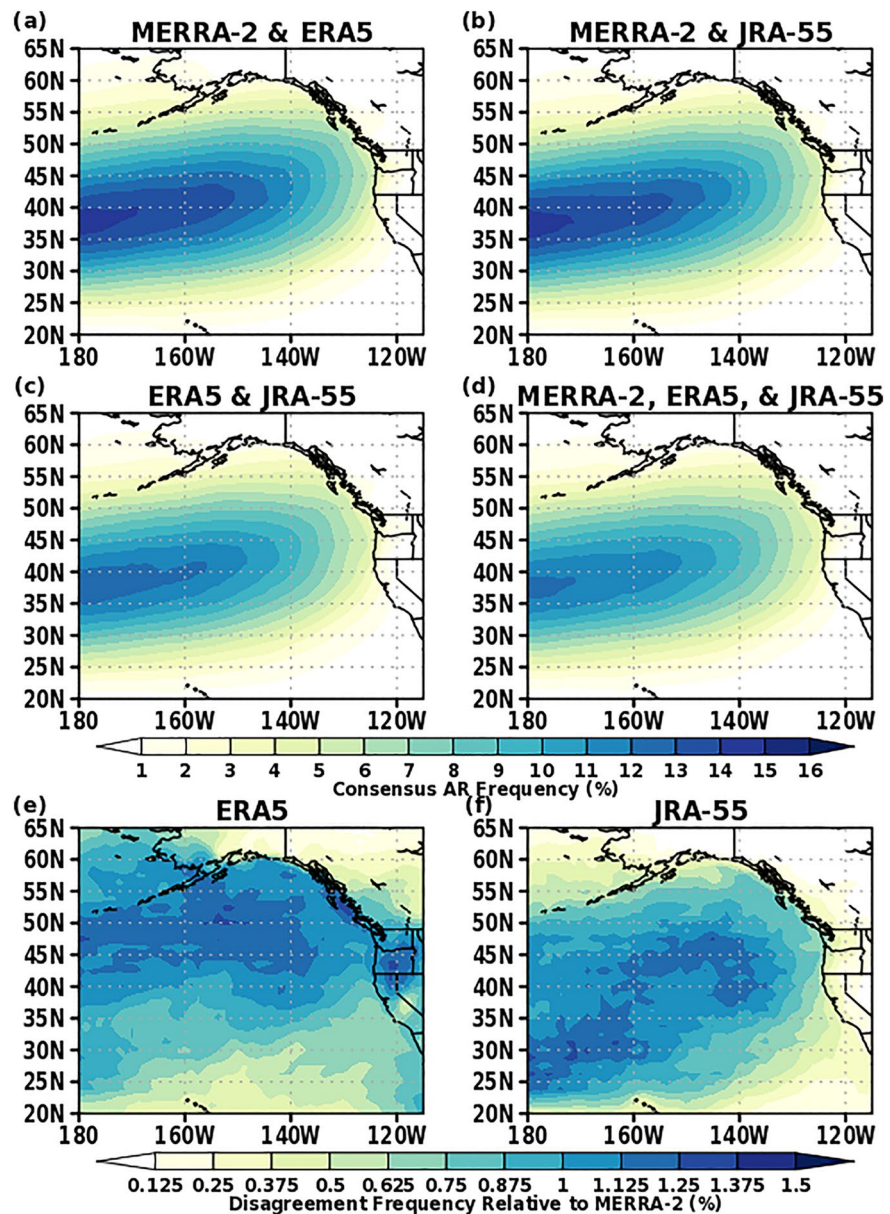 (a) MERRA-2 & ERA5
(b) MERRA-2 & JRA-55
65N
60N
55N
50N
45N
40N
35N
30N
25N
20N
180 160W 140W 120W
65N
60N
55N
50N
45N
40N
35N
30N
25N
20N
180 160W 140W 120W
(c) ERA5 & JRA-55
(d) MERRA-2, ERA5, & JRA-55
65N
60N
55N
50N
45N
40N
35N
30N
25N
20N
180 160W 140W 120W
65N
60N
55N
50N
45N
40N
35N
30N
25N
20N
180 160W 140W 120W
1 2 3 4 5 6 7 8 9 10 11 12 13 14 15 16
Consensus AR Frequency (%)
(e) ERA5
(f) JRA-55
65N
60N
55N
50N
45N
40N
35N
30N
25N
20N
180 160W 140W 120W
65N
60N
55N
50N
45N
40N
35N
30N
25N
20N
180 160W 140W 120W
0.125 0.25 0.375 0.5 0.625 0.75 0.875 1 1.125 1.25 1.375 1.5
Disagreement Frequency Relative to MERRA-2 (%)